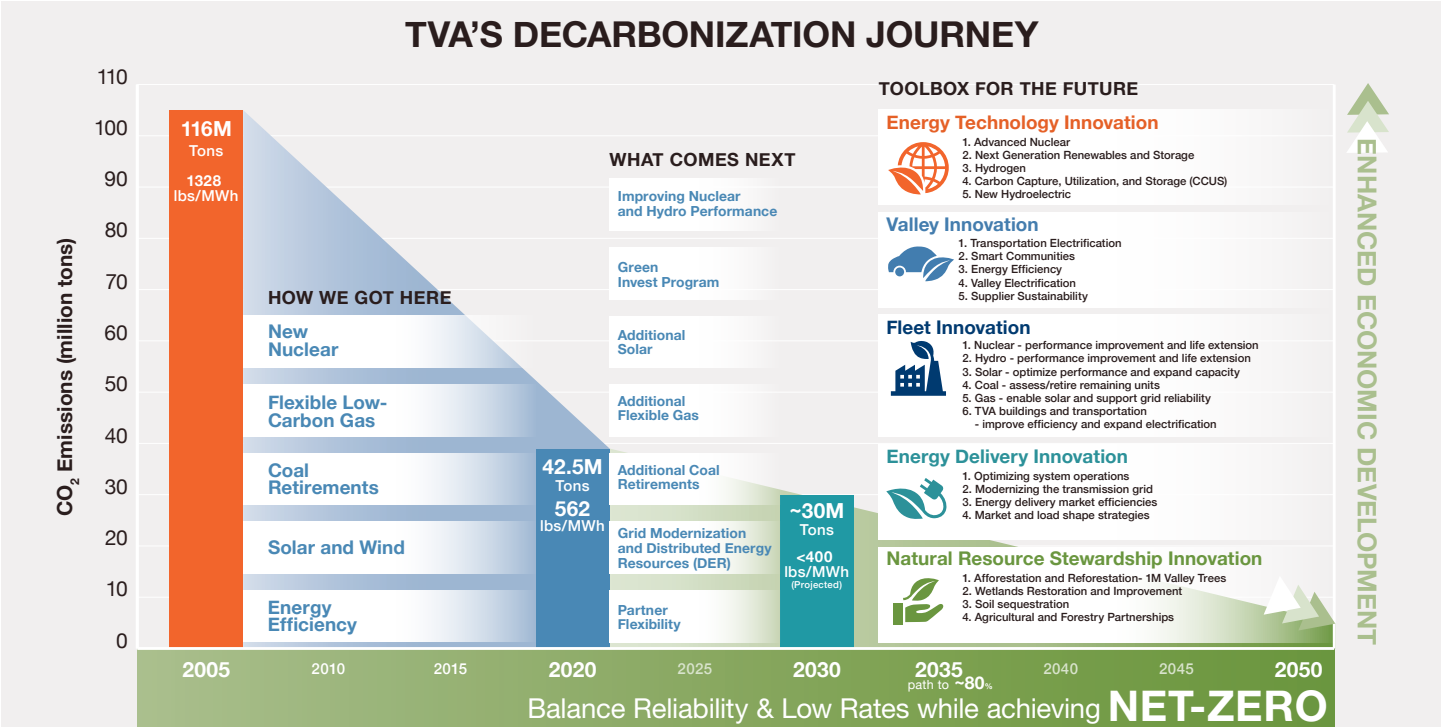 TVA'S DECARBONIZATION JOURNEY
CO2 Emissions (million tons)
110
100
90
80
70
60
50
40
30
20
10
0
116M
Tons
1328
lbs/MWh
HOW WE GOT HERE
New
Nuclear
Flexible Low-
Carbon Gas
Coal
Retirements
Solar and Wind
Energy
Efficiency
42.5M
Tons
562
lbs/MWh
WHAT COMES NEXT
Improving Nuclear
and Hydro Performance
Green
Invest Program
Additional
Solar
Additional
Flexible Gas
Additional Coal
Retirements
Grid Modernization
and Distributed Energy
Resources (DER)
Partner
Flexibility
~30M
Tons
<400
lbs/MWh
(Projected)
TOOLBOX FOR THE FUTURE
Energy Technology Innovation
1. Advanced Nuclear
2. Next Generation Renewables and Storage
3. Hydrogen
4. Carbon Capture, Utilization, and Storage (CCUS)
5. New Hydroelectric
Valley Innovation
1. Transportation Electrification
2. Smart Communities
3. Energy Efficiency
4. Valley Electrification
5. Supplier Sustainability
Fleet Innovation
1. Nuclear - performance improvement and life extension
2. Hydro - performance improvement and life extension
3. Solar - optimize performance and expand capacity
4. Coal - assess/retire remaining units
5. Gas - enable solar and support grid reliability
6. TVA buildings and transportation
- improve efficiency and expand electrification
Energy Delivery Innovation
1. Optimizing system operations
2. Modernizing the transmission grid
3. Energy delivery market efficiencies
4. Market and load shape strategies
Natural Resource Stewardship Innovation
1. Afforestation and Reforestation- 1M Valley Trees
2. Wetlands Restoration and Improvement
3. Soil sequestration
4. Agricultural and Forestry Partnerships
ENHANCED ECONOMIC DEVELOPMENT
2005 2010 2015 2020 2025 2030 2035 2040 2045 2050
path to ~80%
Balance Reliability & Low Rates while achieving NET-ZERO